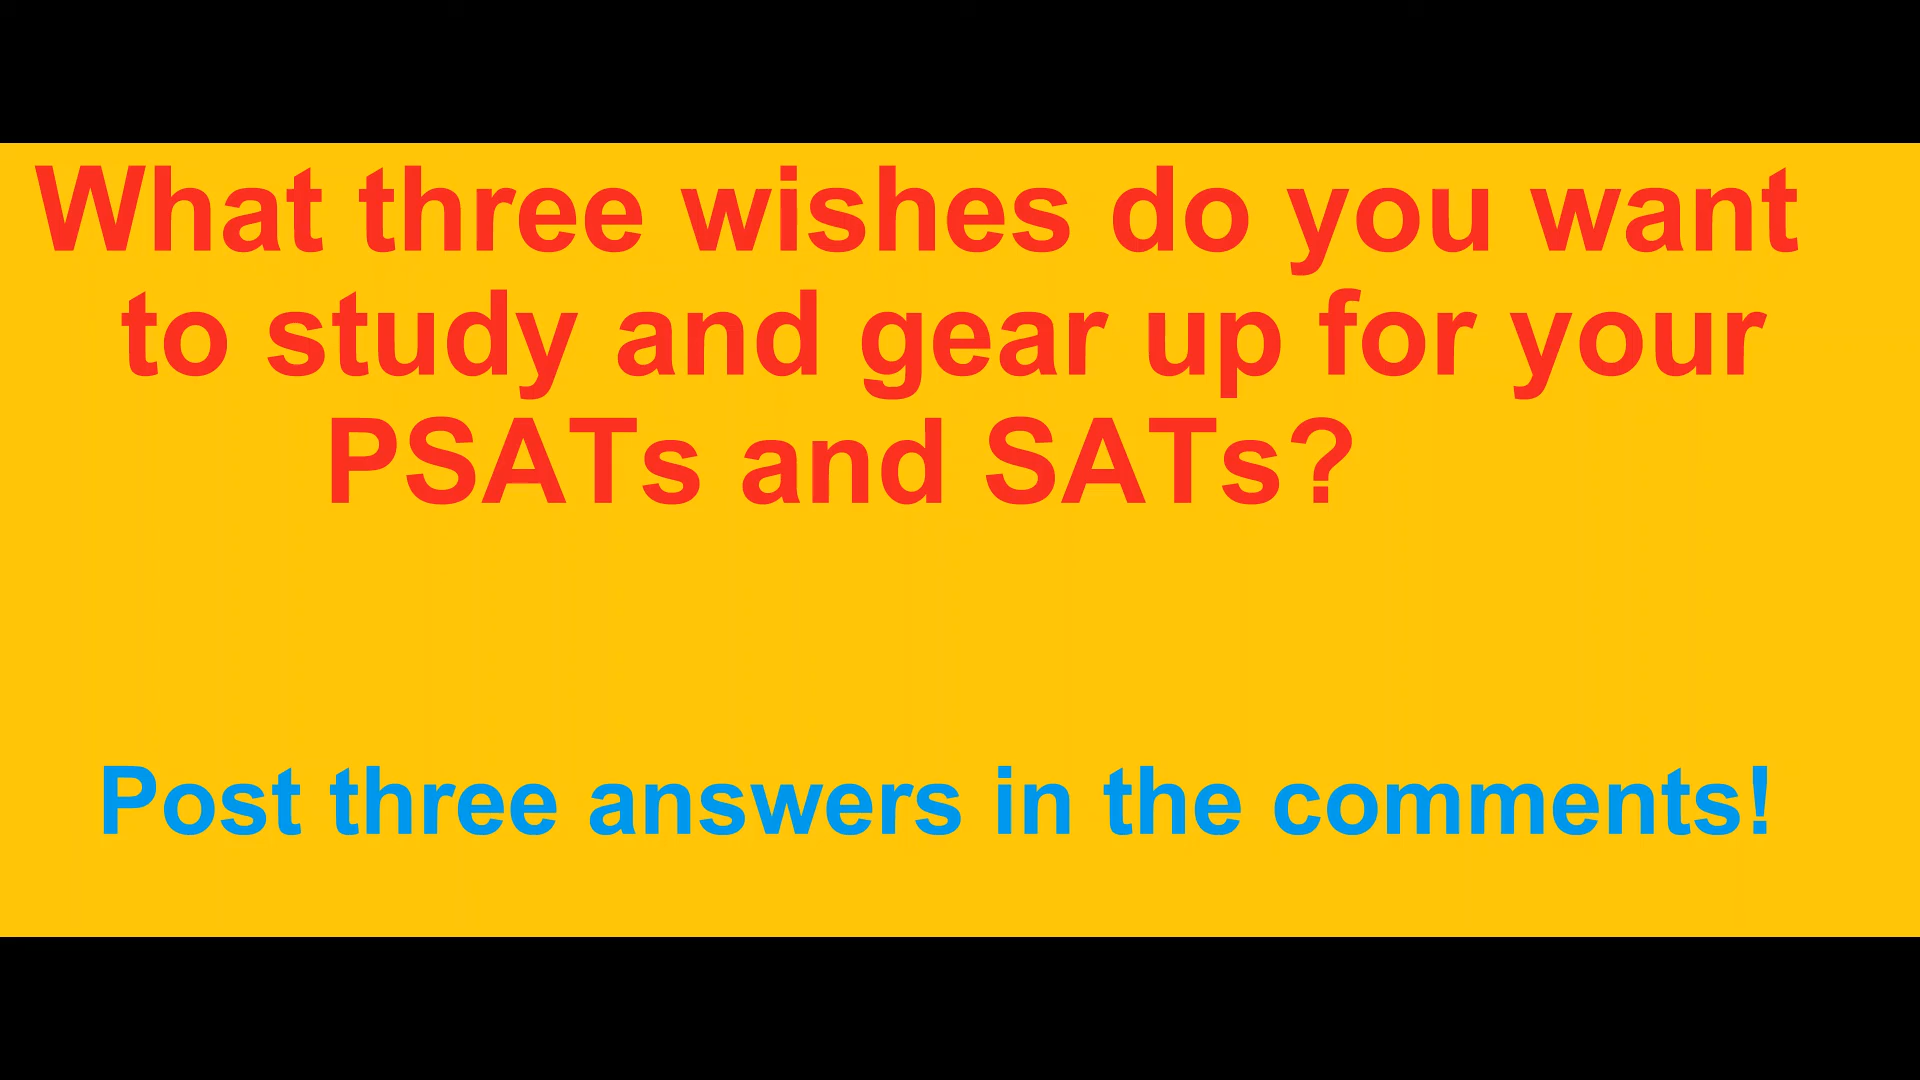 What three wishes do you want
to study and gear up for your
PSATs and SATs?
Post three answers in the comments!